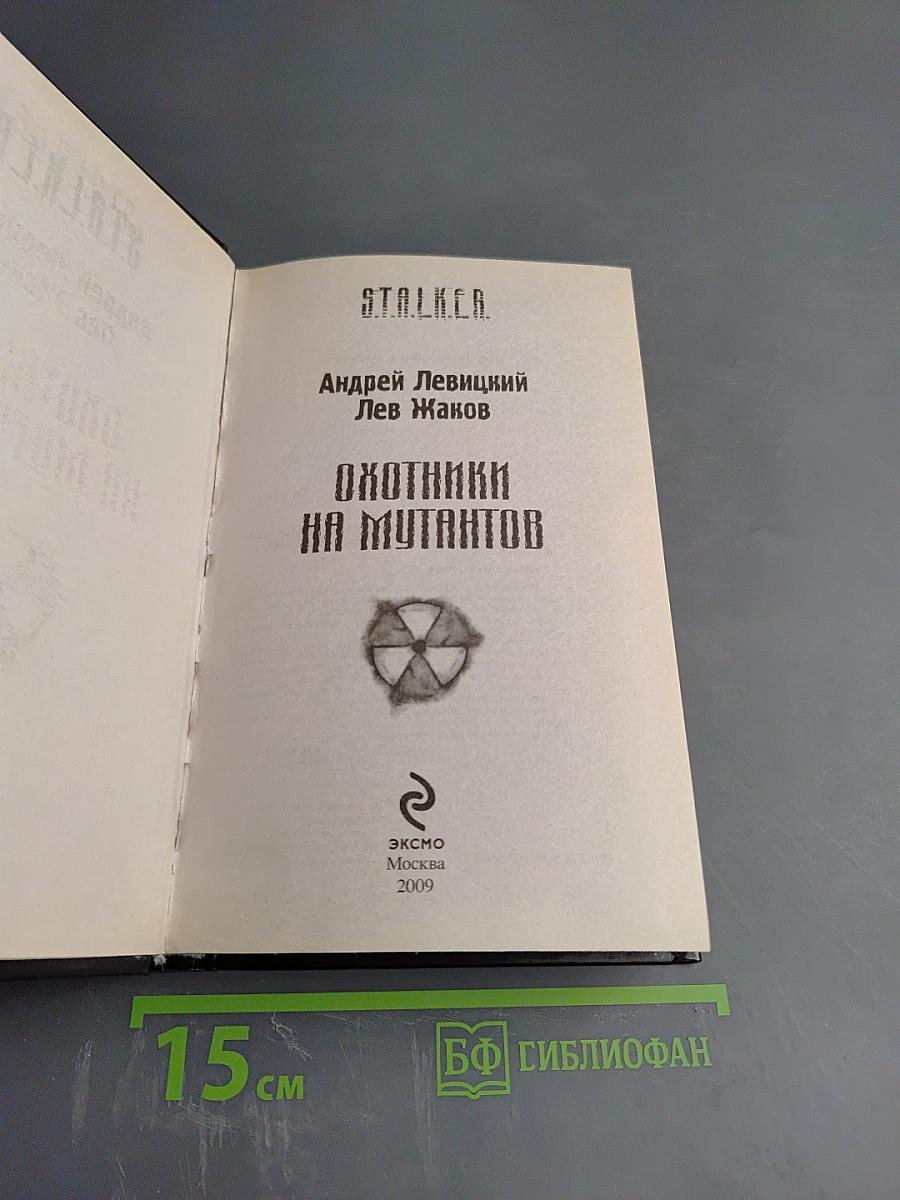 S.T.A.L.K.E.R.
Андрей Левицкий
Лев Жаков
ОХОТНИКИ
НА МУТАНТОВ
ЭКСМО
Москва
2009
15 см
БФ БИБЛИОФАН